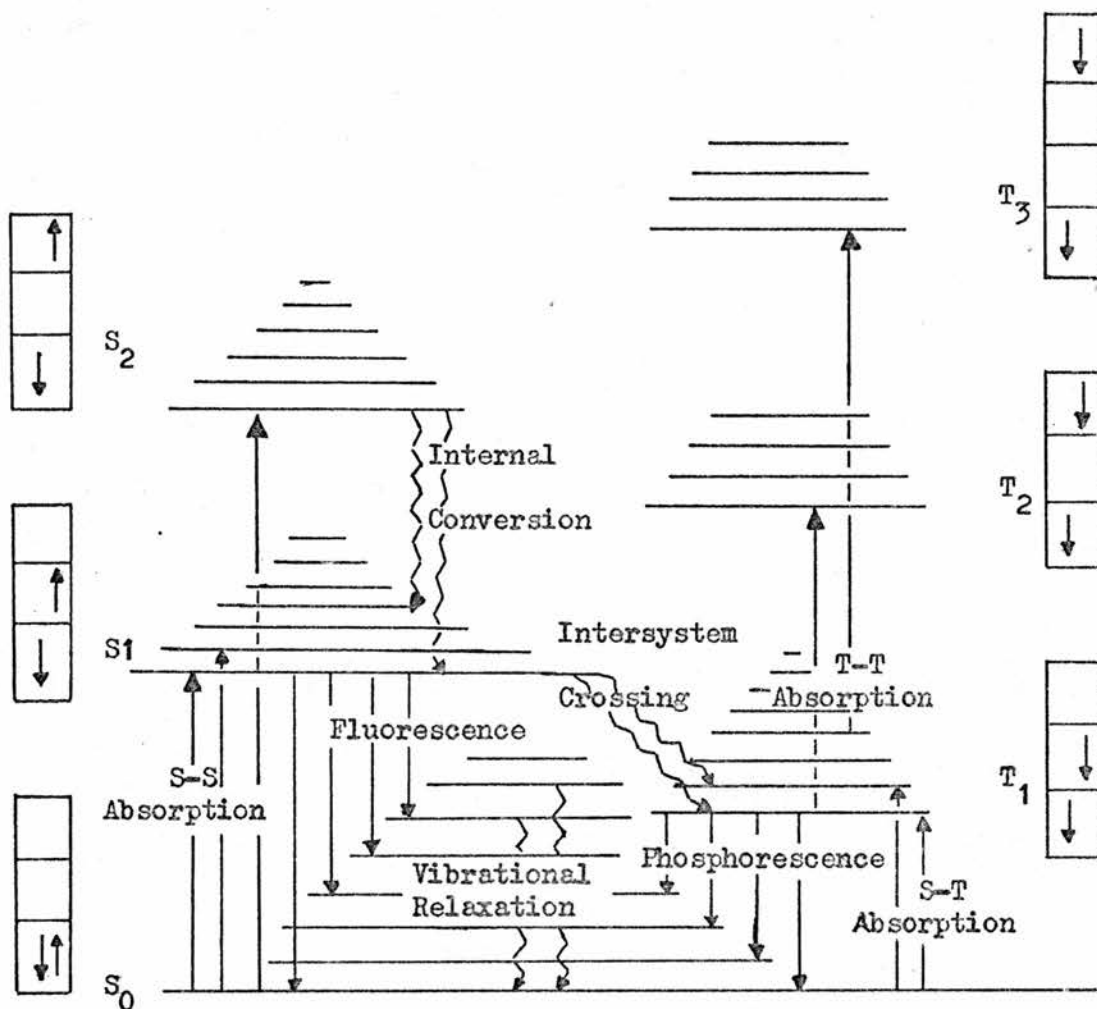 T3
S2
Internal
T2
Conversion
S1
Intersystem
T-T
Crossing
Absorption
Fluorescence
S-S
Absorption
T1
Phosphorescence
Vibrational
Relaxation
S-T
Absorption
S0